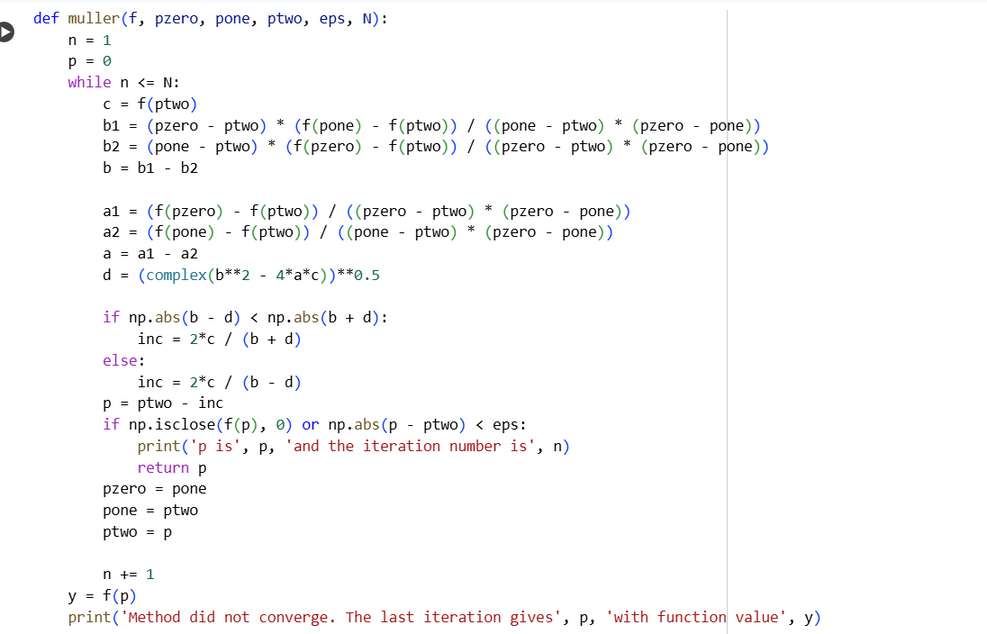 def muller(f, pzero, pone, ptwo, eps, N):
    n = 1
    p = 0
    while n <= N:
        c = f(ptwo)
        b1 = (pzero - ptwo) * (f(pone) - f(ptwo)) / ((pone - ptwo) * (pzero - pone))
        b2 = (pone - ptwo) * (f(pzero) - f(ptwo)) / ((pzero - ptwo) * (pzero - pone))
        b = b1 - b2

        a1 = (f(pzero) - f(ptwo)) / ((pzero - ptwo) * (pzero - pone))
        a2 = (f(pone) - f(ptwo)) / ((pone - ptwo) * (pzero - pone))
        a = a1 - a2
        d = (complex(b**2 - 4*a*c))**0.5

        if np.abs(b - d) < np.abs(b + d):
            inc = 2*c / (b + d)
        else:
            inc = 2*c / (b - d)
        p = ptwo - inc
        if np.isclose(f(p), 0) or np.abs(p - ptwo) < eps:
            print('p is', p, 'and the iteration number is', n)
            return p
        pzero = pone
        pone = ptwo
        ptwo = p

        n += 1
    y = f(p)
    print('Method did not converge. The last iteration gives', p, 'with function value', y)